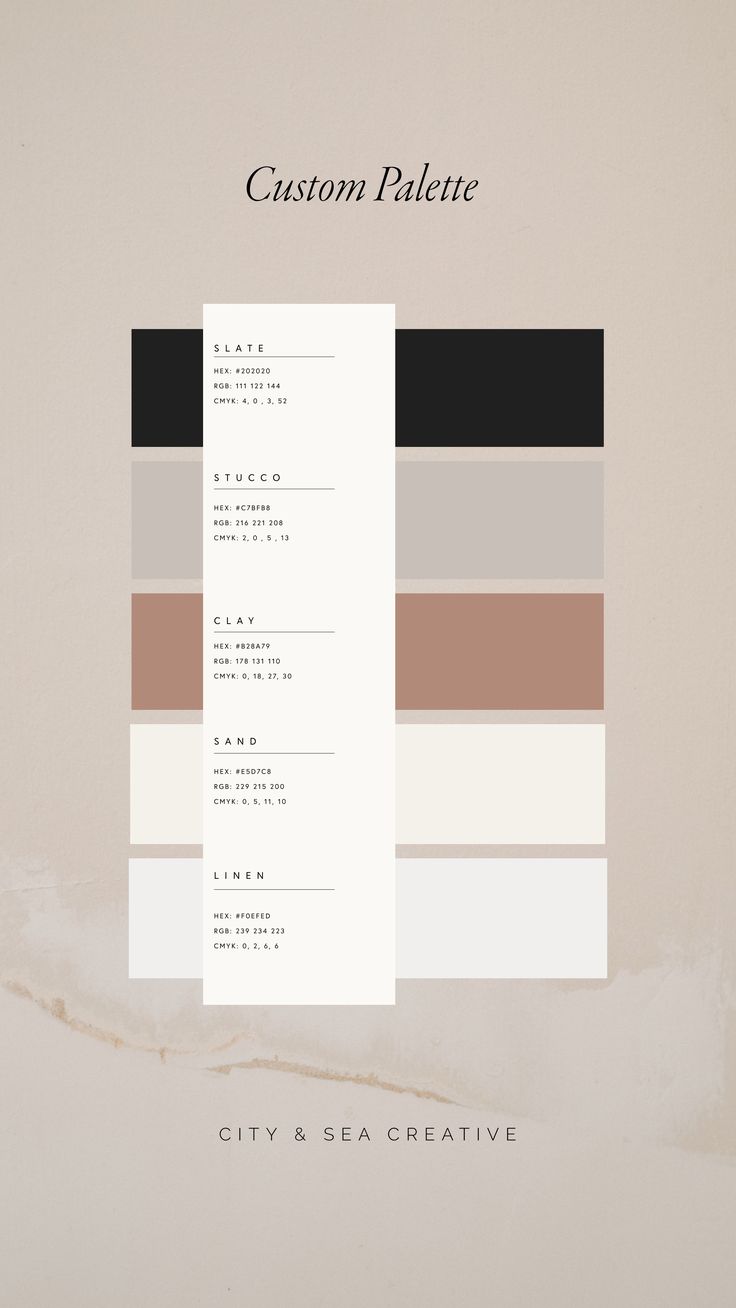 Custom Palette
SLATE
HEX: #202020
RGB: 111 122 144
CMYK: 4, 0 , 3, 52
STUCCO
HEX: #C7BFB8
RGB: 216 221 208
CMYK: 2, 0 , 5 , 13
CLAY
HEX: #B28A79
RGB: 178 131 110
CMYK: 0, 18, 27, 30
SAND
HEX: #E5D7C8
RGB: 229 215 200
CMYK: 0, 5, 11, 10
LINEN
HEX: #F0EFED
RGB: 239 234 223
CMYK: 0, 2, 6, 6
CITY & SEA CREATIVE